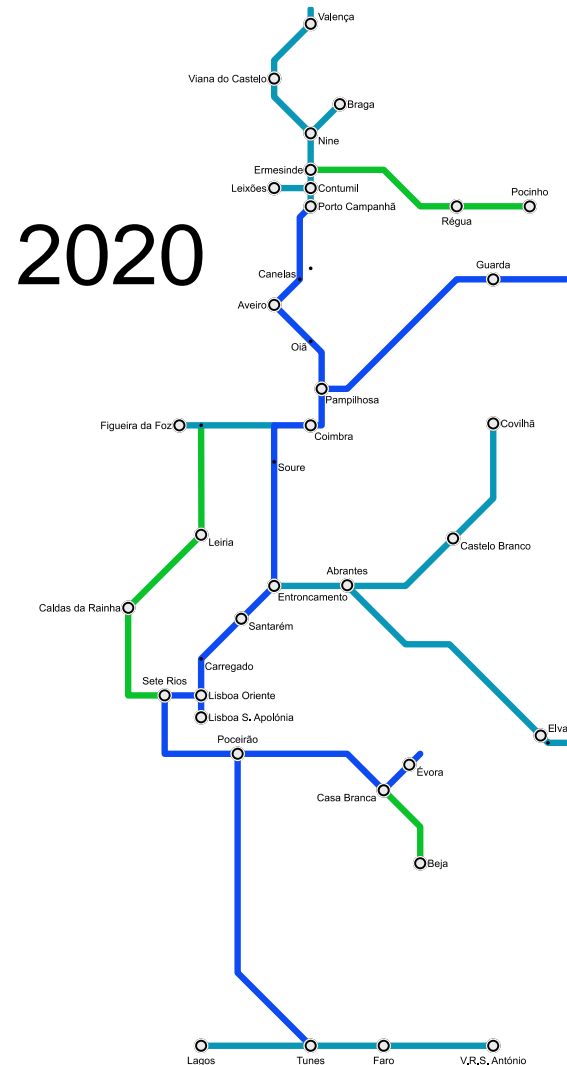 Valença
Viana do Castelo
Braga
Nine
Ermesinde
Leixões
Contumil
Pocinho
Porto Campanhã
Régua
2020
Guarda
Canelas
Aveiro
Oiã
Pampilhosa
Figueira da Foz
Coimbra
Covilhã
Soure
Leiria
Castelo Branco
Abrantes
Entroncamento
Caldas da Rainha
Santarém
Carregado
Sete Rios
Lisboa Oriente
Lisboa S. Apolónia
Elva
Poceirão
Évora
Casa Branca
Beja
Lagos
Tunes
Faro
V.R.S. António